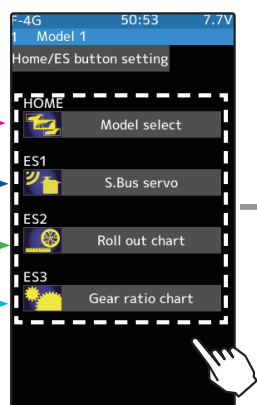 F-4G 50:53 7.7V
1 Model 1
Home/ES button setting
HOME
Model select
ES1
S.Bus servo
ES2
Roll out chart
ES3
Gear ratio chart